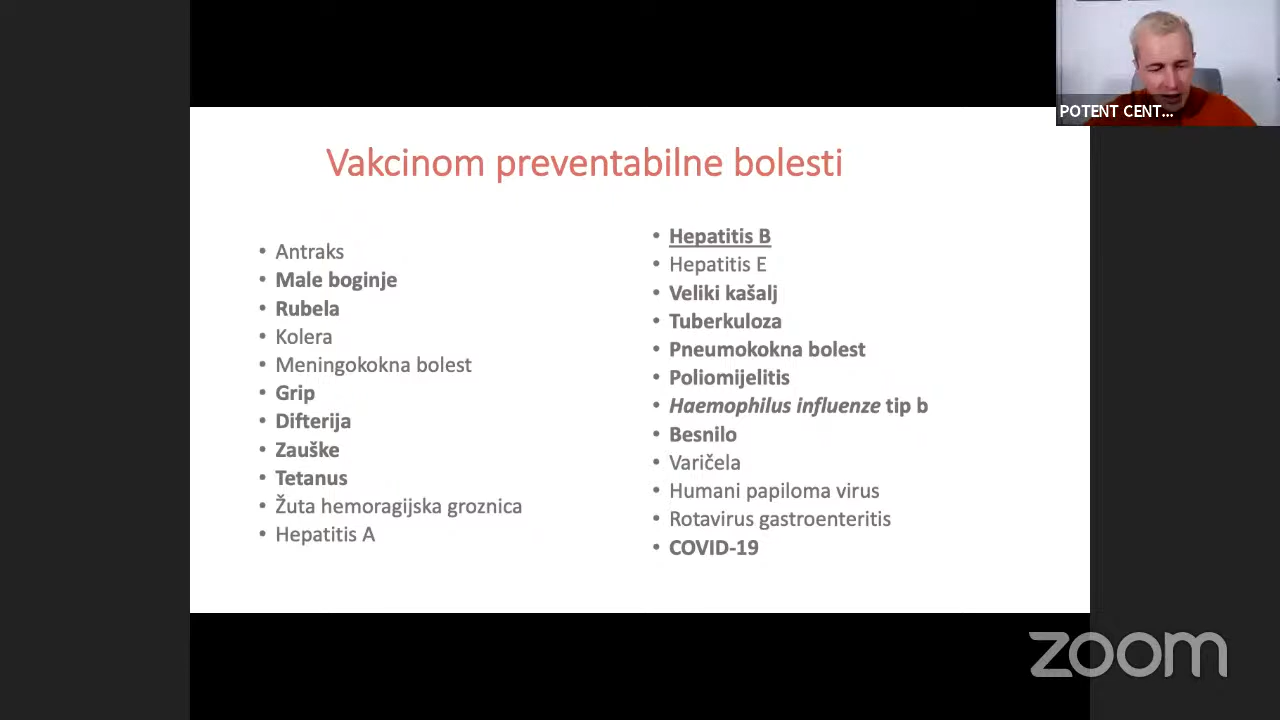 POTENT CENT...
Vakcinom preventabilne bolesti
• Antraks
• Male boginje
• Rubela
• Kolera
• Meningokokna bolest
• Grip
• Difterija
• Zauške
• Tetanus
• Žuta hemoragijska groznica
• Hepatitis A
• Hepatitis B
• Hepatitis E
• Veliki kašalj
• Tuberkuloza
• Pneumokokna bolest
• Poliomijelitis
• Haemophilus influenze tip b
• Besnilo
• Varičela
• Humani papiloma virus
• Rotavirus gastroenteritis
• COVID-19
zoom